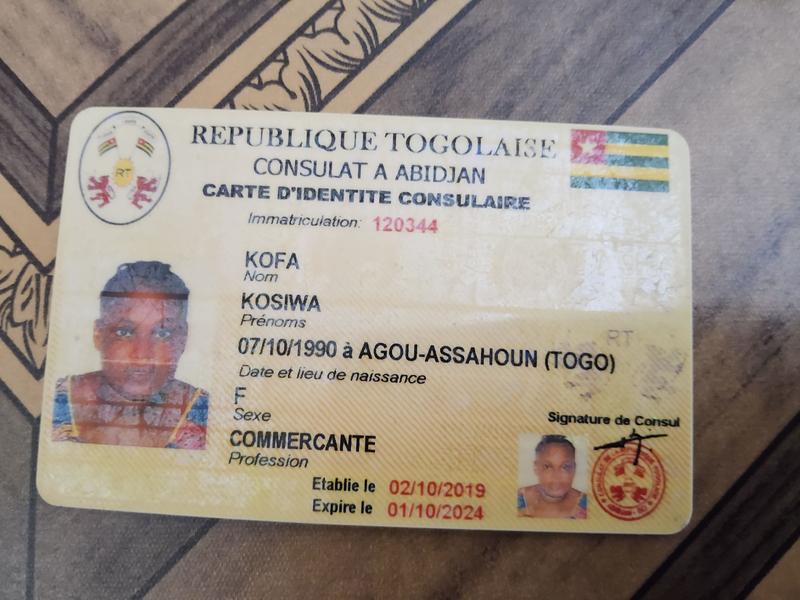 REPUBLIQUE TOGOLAISE
CONSULAT A ABIDJAN
CARTE D'IDENTITE CONSULAIRE
Immatriculation: 120344
KOFA
Nom
KOSIWA
Prénoms
07/10/1990 à AGOU-ASSAHOUN (TOGO)
Date et lieu de naissance
F
Sexe
COMMERCANTE
Profession
Etablie le 02/10/2019
Expire le 01/10/2024
RT
RT
Signature de Consul